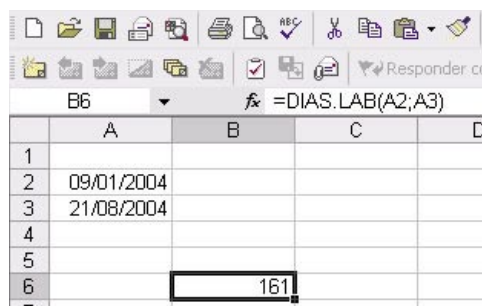 ABC
Responder c
B6 fx =DIAS.LAB(A2;A3)
A B C D
1
2 09/01/2004
3 21/08/2004
4
5
6 161